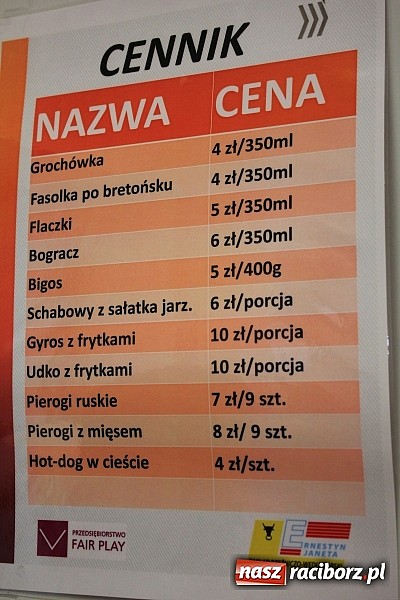 CENNIK
NAZWA CENA
Grochówka 4 zł/350ml
Fasolka po bretońsku 4 zł/350ml
Flaczki 5 zł/350ml
Bogracz 6 zł/350ml
Bigos 5 zł/400g
Schabowy z sałatka jarz. 6 zł/porcja
Gyros z frytkami 10 zł/porcja
Udko z frytkami 10 zł/porcja
Pierogi ruskie 7 zł/9 szt.
Pierogi z mięsem 8 zł/ 9 szt.
Hot-dog w cieście 4 zł/szt.
PRZEDSIĘBIORSTWO
FAIR PLAY
ERNESTYN
JANETA
nasz raciborz.pl